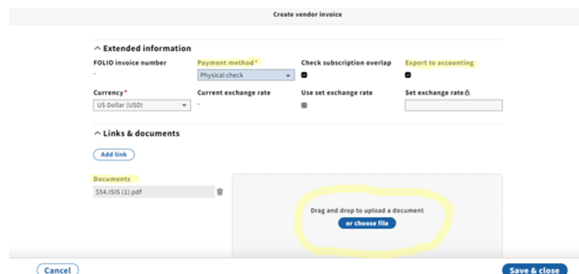 Create vendor invoice
Extended information
FOLIO invoice number Payment method* Check subscription overlap Export to accounting
- Physical check
Currency* Current exchange rate Use set exchange rate Set exchange rate
US Dollar (USD) -
Links & documents
Add link
Documents
554.ISIS (1).pdf
Drag and drop to upload a document
or choose file
Cancel Save & close